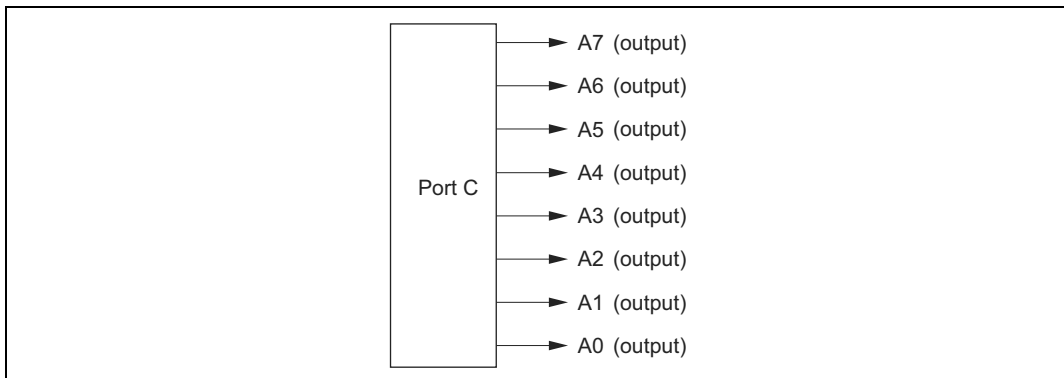 Port C
A7 (output)
A6 (output)
A5 (output)
A4 (output)
A3 (output)
A2 (output)
A1 (output)
A0 (output)